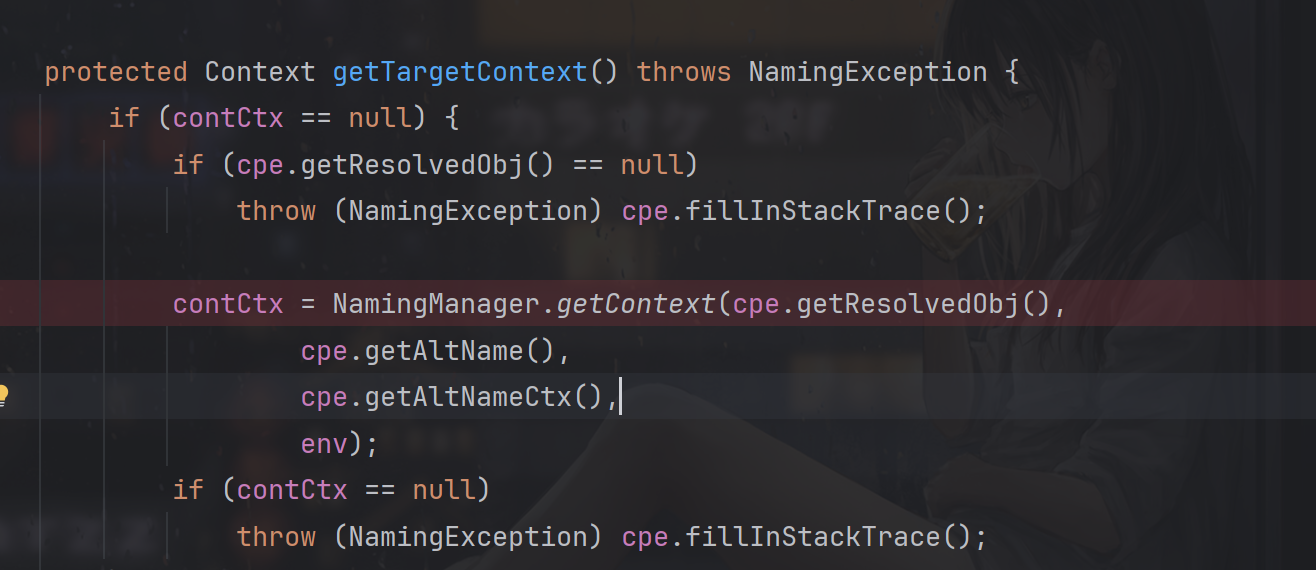 protected Context getTargetContext() throws NamingException {
if (contCtx == null) {
if (cpe.getResolvedObj() == null)
throw (NamingException) cpe.fillInStackTrace();
contCtx = NamingManager.getContext(cpe.getResolvedObj(),
cpe.getAltName(),
cpe.getAltNameCtx(),
env);
if (contCtx == null)
throw (NamingException) cpe.fillInStackTrace();